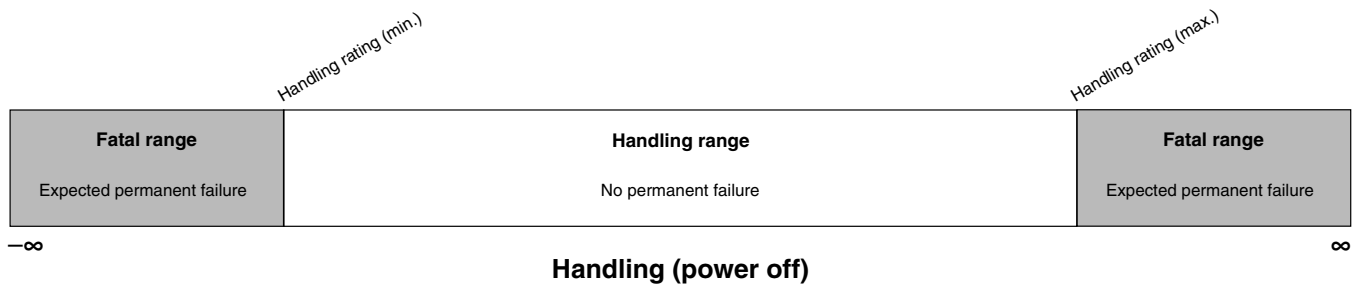 Handling rating (min.)
Handling rating (max.)
Fatal range
Handling range
Fatal range
Expected permanent failure
No permanent failure
Expected permanent failure
–∞
∞
Handling (power off)